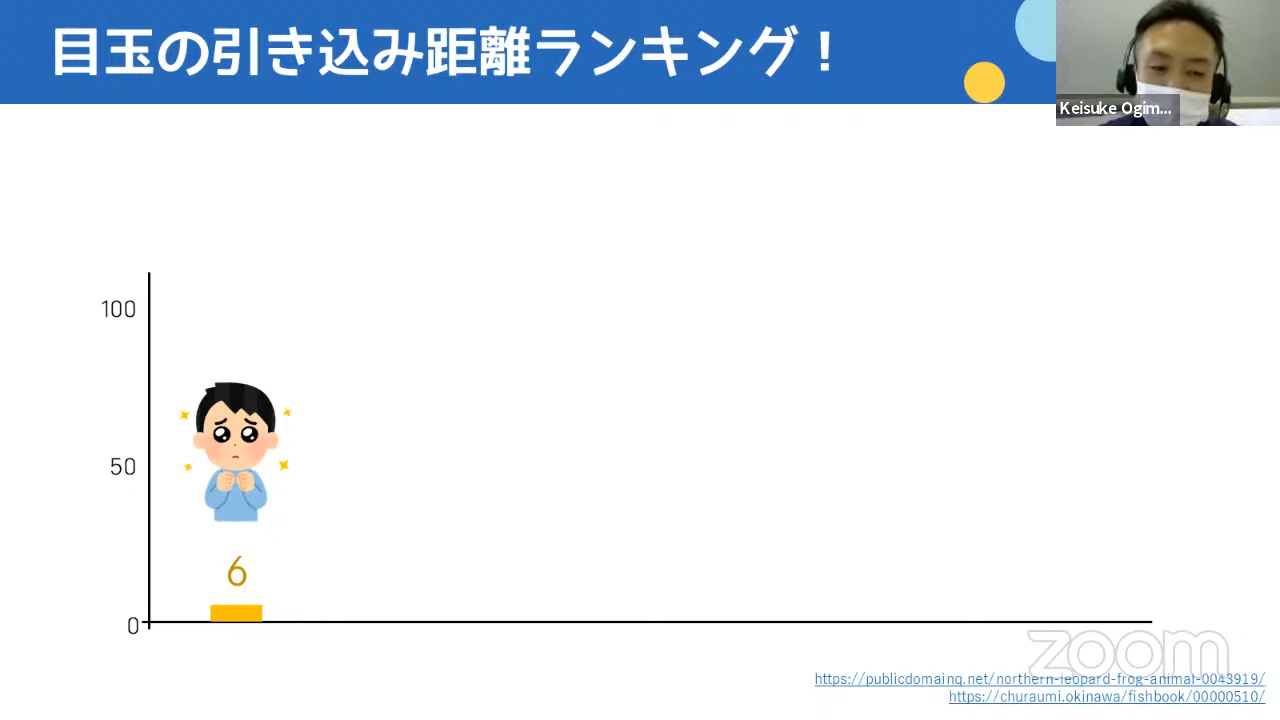 目玉の引き込み距離ランキング！
Keisuke Ogim...
100
50
6
0
zoom
https://publicdomainq.net/northern-leopard-frog-animal-0043919/
https://churaumi.okinawa/fishbook/00000510/